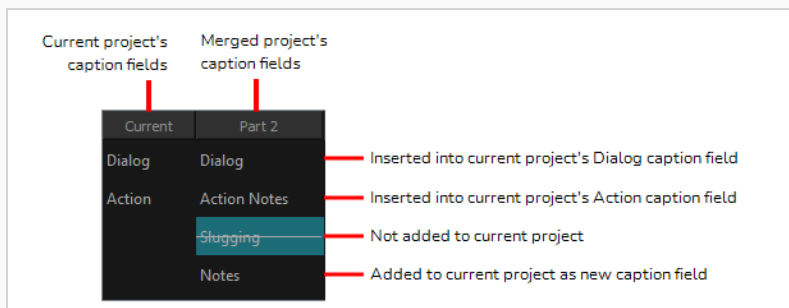 Current project's
caption fields
Merged project's
caption fields
Current Part 2
Dialog Dialog Inserted into current project's Dialog caption field
Action Action Notes Inserted into current project's Action caption field
Slugging Not added to current project
Notes Added to current project as new caption field